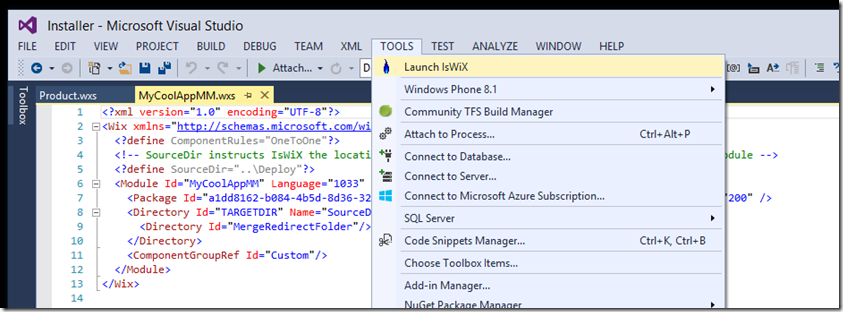 Installer - Microsoft Visual Studio
FILE EDIT VIEW PROJECT BUILD DEBUG TEAM XML TOOLS TEST ANALYZE WINDOW HELP
Attach... D
Toolbox
Product.wxs MyCoolAppMM.wxs
1 <?xml version="1.0" encoding="UTF-8"?>
2 <Wix xmlns="http://schemas.microsoft.com/wi
3 <?define ComponentRules="OneToOne"?>
4 <!-- SourceDir instructs IsWiX the locati odule -->
5 <?define SourceDir="..\Deploy"?>
6 <Module Id="MyCoolAppMM" Language="1033"
7 <Package Id="a1dd8162-b084-4b5d-8d36-32 "200" />
8 <Directory Id="TARGETDIR" Name="SourceD
9 <Directory Id="MergeRedirectFolder"/>
10 </Directory>
11 <ComponentGroupRef Id="Custom"/>
12 </Module>
13 </Wix>
14
Launch IsWiX
Windows Phone 8.1
Community TFS Build Manager
Attach to Process... Ctrl+Alt+P
Connect to Database...
Connect to Server...
Connect to Microsoft Azure Subscription...
SQL Server
Code Snippets Manager... Ctrl+K, Ctrl+B
Choose Toolbox Items...
Add-in Manager...
NuGet Package Manager